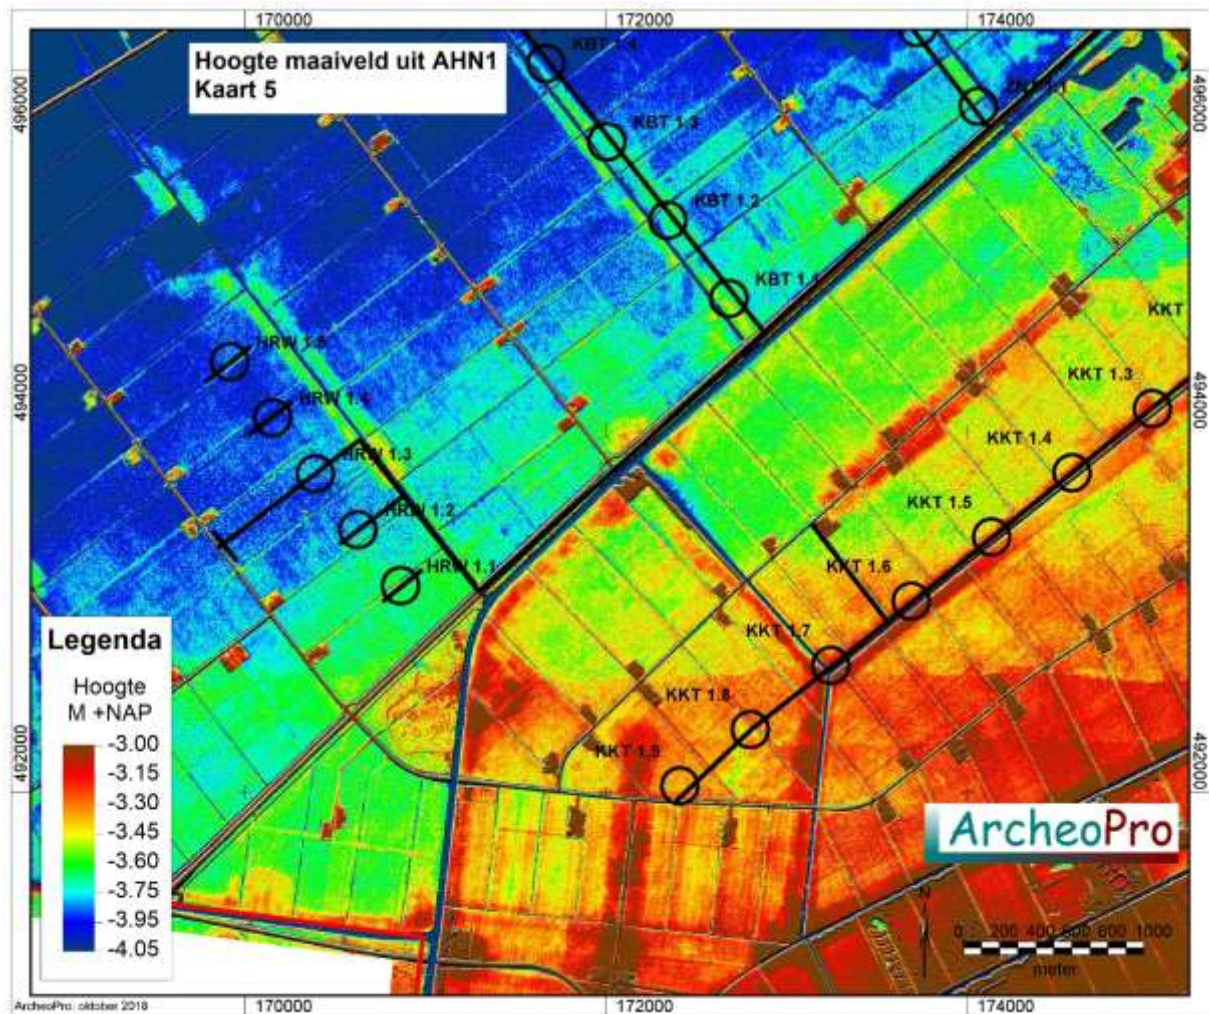 170000
172000
174000
Hoogte maaiveld uit AHN1
Kaart 5
496000
496000
KBT 1.4
KBT 1.3
KBT 1.2
KBT 1.1
KKT
KKT 1.3
KKT 1.4
KKT 1.5
KKT 1.6
KKT 1.7
KKT 1.8
KKT 1.9
494000
494000
HRW 1.5
HRW 1.4
HRW 1.3
HRW 1.2
HRW 1.1
492000
492000
Legenda
Hoogte
M +NAP
-3.00
-3.15
-3.30
-3.45
-3.60
-3.75
-3.95
-4.05
ArcheoPro
N
0 200 400 600 800 1000
meter
170000
172000
174000
ArcheoPro: oktober 2018